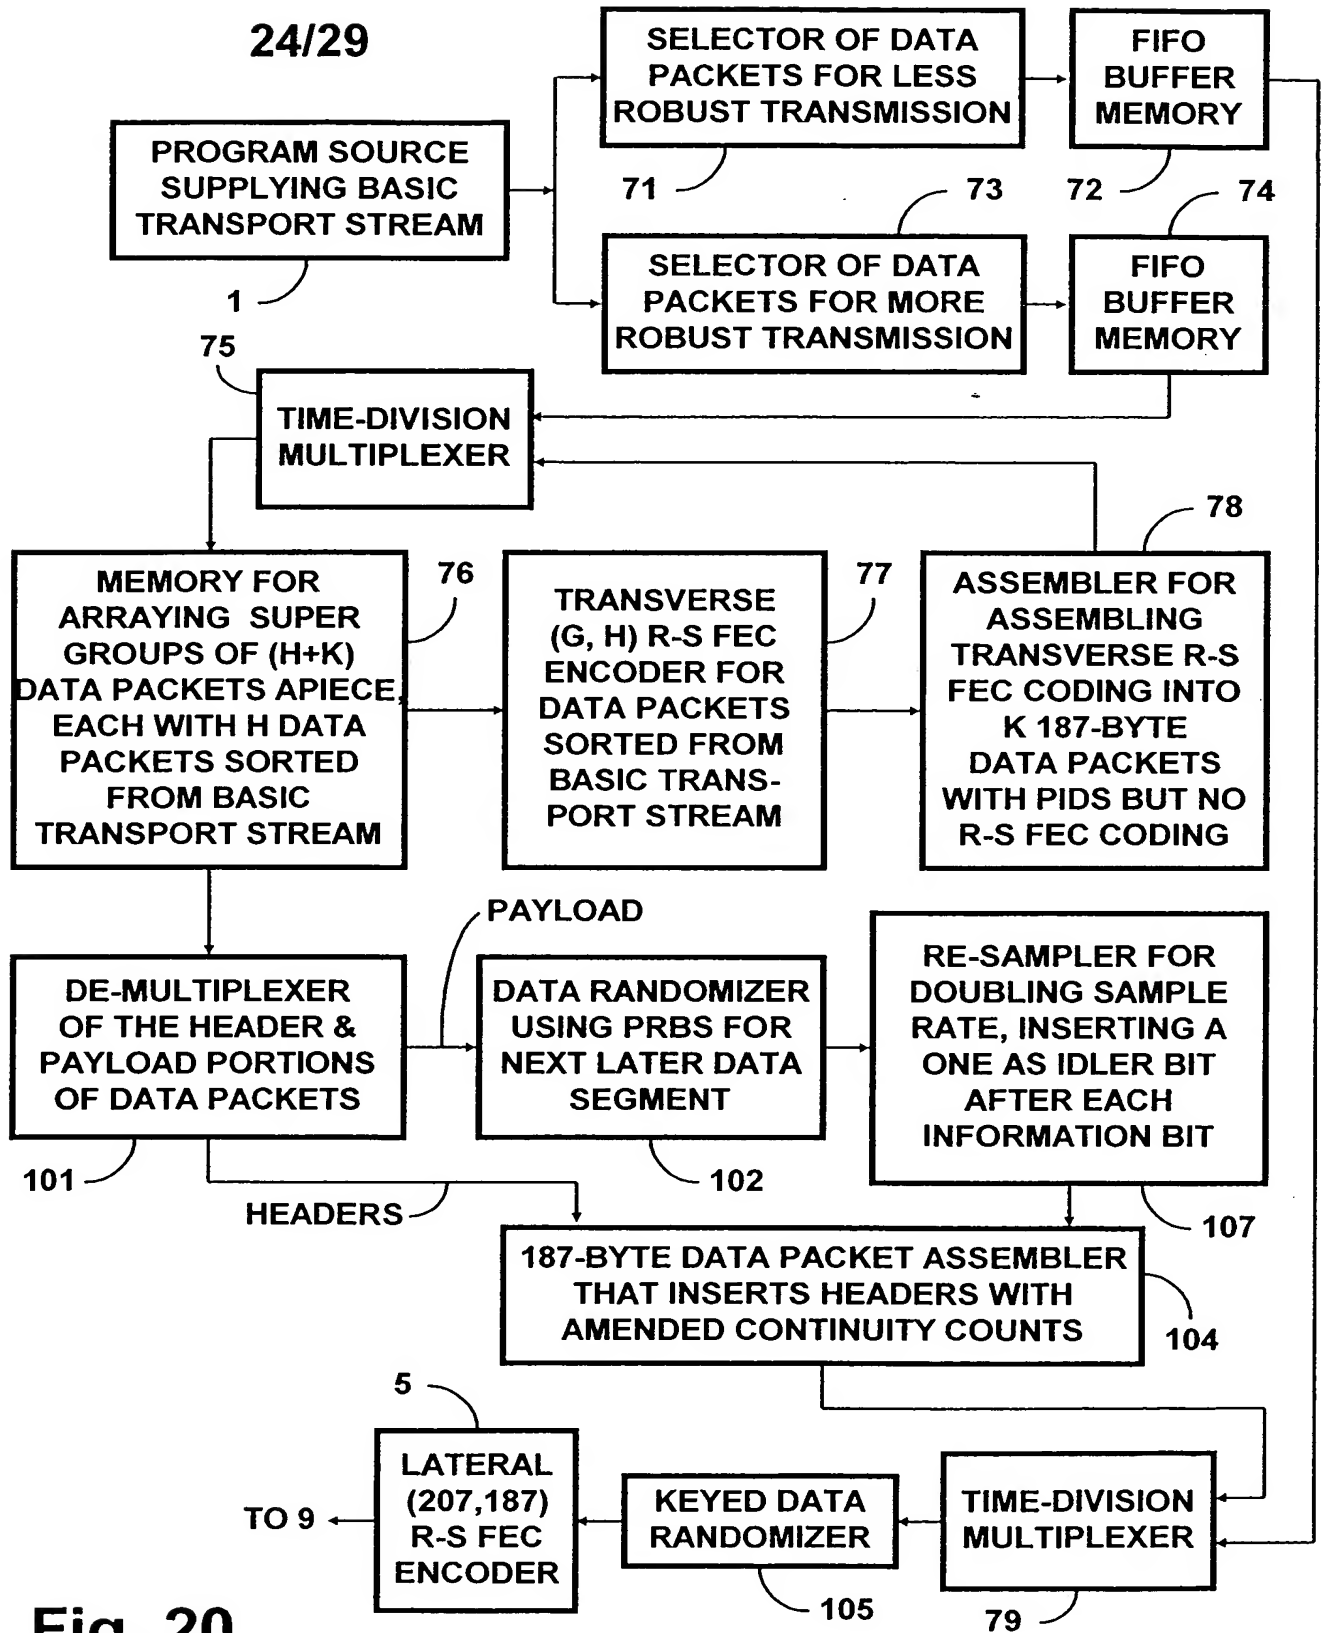 24/29
SELECTOR OF DATA
PACKETS FOR LESS
ROBUST TRANSMISSION
FIFO
BUFFER
MEMORY
PROGRAM SOURCE
SUPPLYING BASIC
TRANSPORT STREAM
71
73
72
74
1
SELECTOR OF DATA
PACKETS FOR MORE
ROBUST TRANSMISSION
FIFO
BUFFER
MEMORY
75
TIME-DIVISION
MULTIPLEXER
78
MEMORY FOR
ARRAYING SUPER
GROUPS OF (H+K)
DATA PACKETS APIECE,
EACH WITH H DATA
PACKETS SORTED
FROM BASIC
TRANSPORT STREAM
76
TRANSVERSE
(G, H) R-S FEC
ENCODER FOR
DATA PACKETS
SORTED FROM
BASIC TRANS-
PORT STREAM
77
ASSEMBLER FOR
ASSEMBLING
TRANSVERSE R-S
FEC CODING INTO
K 187-BYTE
DATA PACKETS
WITH PIDS BUT NO
R-S FEC CODING
PAYLOAD
DE-MULTIPLEXER
OF THE HEADER &
PAYLOAD PORTIONS
OF DATA PACKETS
DATA RANDOMIZER
USING PRBS FOR
NEXT LATER DATA
SEGMENT
RE-SAMPLER FOR
DOUBLING SAMPLE
RATE, INSERTING A
ONE AS IDLER BIT
AFTER EACH
INFORMATION BIT
101
102
HEADERS
107
187-BYTE DATA PACKET ASSEMBLER
THAT INSERTS HEADERS WITH
AMENDED CONTINUITY COUNTS
104
5
TO 9
LATERAL
(207,187)
R-S FEC
ENCODER
KEYED DATA
RANDOMIZER
TIME-DIVISION
MULTIPLEXER
105
79
Fig. 20